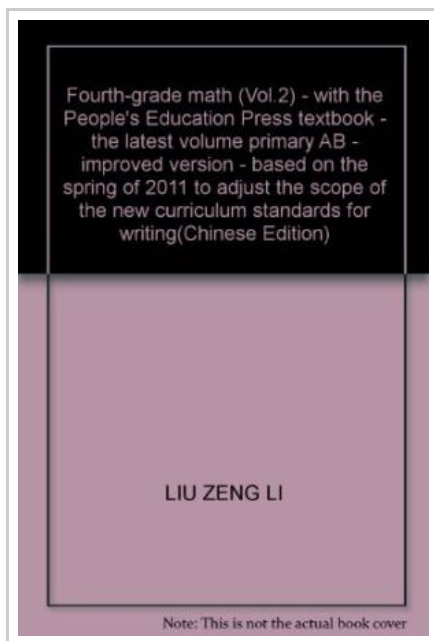 Fourth-grade math (Vol.2) - with the
People's Education Press textbook -
the latest volume primary AB -
improved version - based on the
spring of 2011 to adjust the scope of
the new curriculum standards for
writing(Chinese Edition)
LIU ZENG LI
Note: This is not the actual book cover